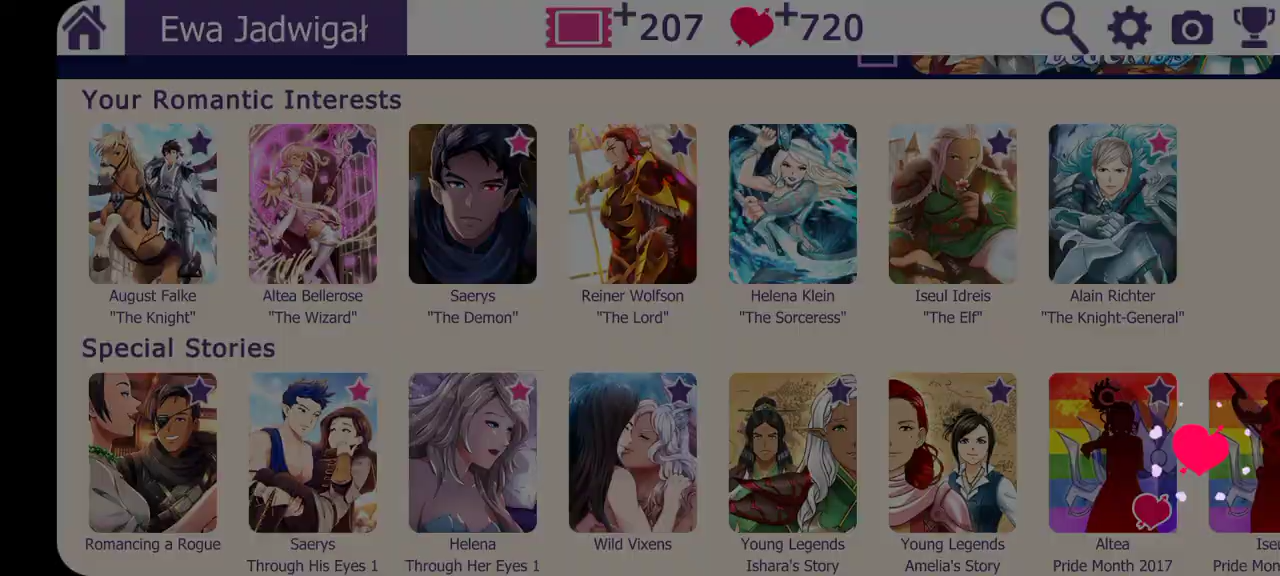 Ewa Jadwigał
+207
+720
Your Romantic Interests
August Falke
"The Knight"
Altea Bellerose
"The Wizard"
Saerys
"The Demon"
Reiner Wolfson
"The Lord"
Helena Klein
"The Sorceress"
Iseul Idreis
"The Elf"
Alain Richter
"The Knight-General"
Special Stories
Romancing a Rogue
Saerys
Through His Eyes 1
Helena
Through Her Eyes 1
Wild Vixens
Young Legends
Ishara's Story
Young Legends
Amelia's Story
Altea
Pride Month 2017
Iseu
Pride Mon